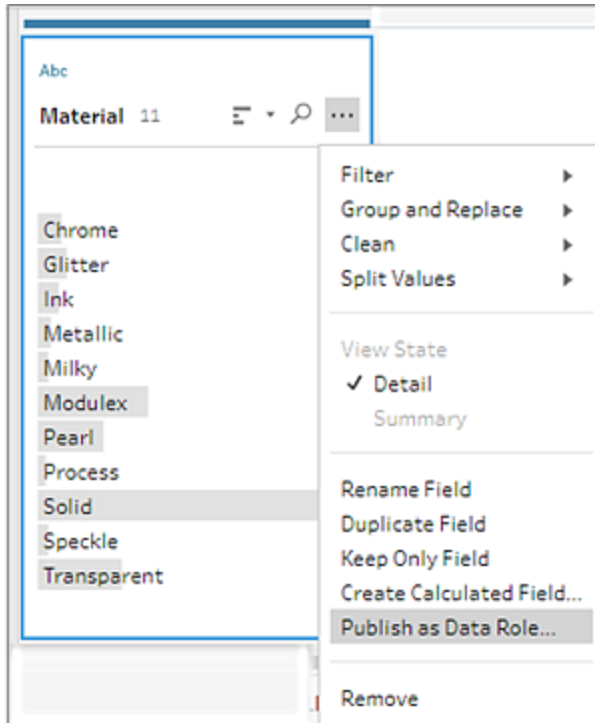 Abc
Material 11
Chrome
Glitter
Ink
Metallic
Milky
Modulex
Pearl
Process
Solid
Speckle
Transparent
Filter
Group and Replace
Clean
Split Values
View State
✓ Detail
Summary
Rename Field
Duplicate Field
Keep Only Field
Create Calculated Field...
Publish as Data Role...
Remove